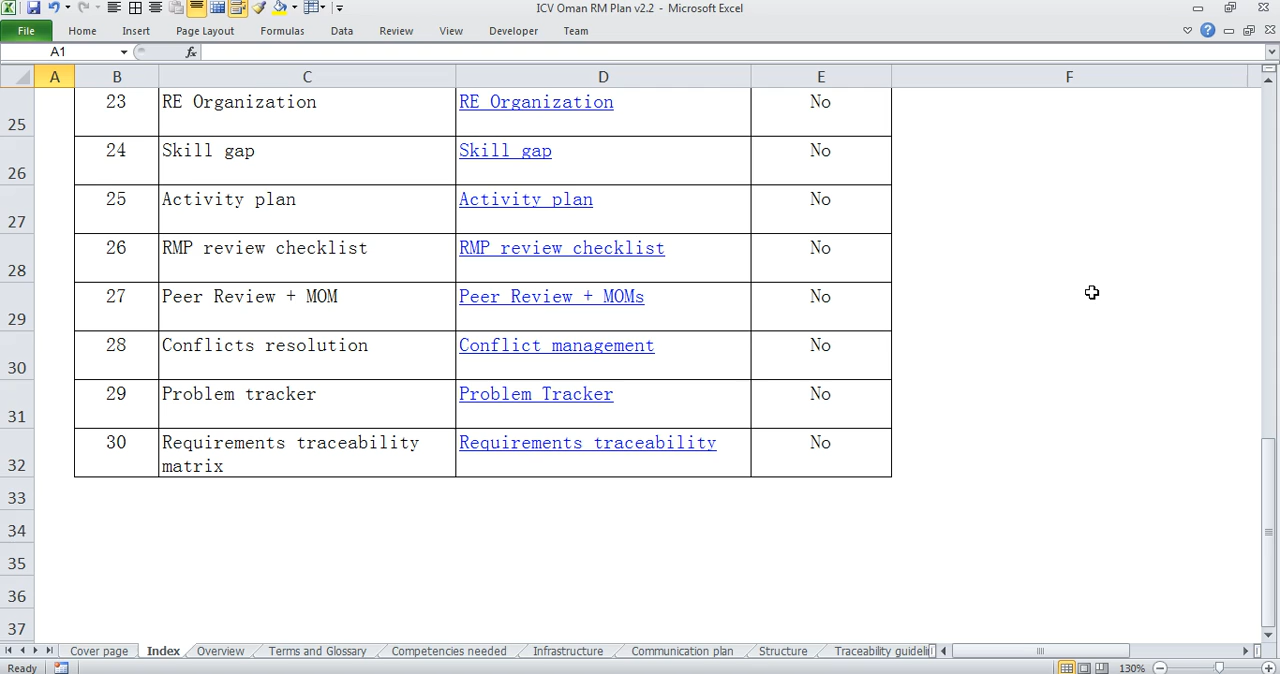 ICV Oman RM Plan v2.2 - Microsoft Excel
File Home Insert Page Layout Formulas Data Review View Developer Team
A1 fx
A B C D E F
25 23 RE Organization RE Organization No
26 24 Skill gap Skill gap No
27 25 Activity plan Activity plan No
28 26 RMP review checklist RMP review checklist No
29 27 Peer Review + MOM Peer Review + MOMs No
30 28 Conflicts resolution Conflict management No
31 29 Problem tracker Problem Tracker No
32 30 Requirements traceability Requirements traceability No
matrix
33
34
35
36
37
Cover page Index Overview Terms and Glossary Competencies needed Infrastructure Communication plan Structure Traceability guideli
Ready 130%